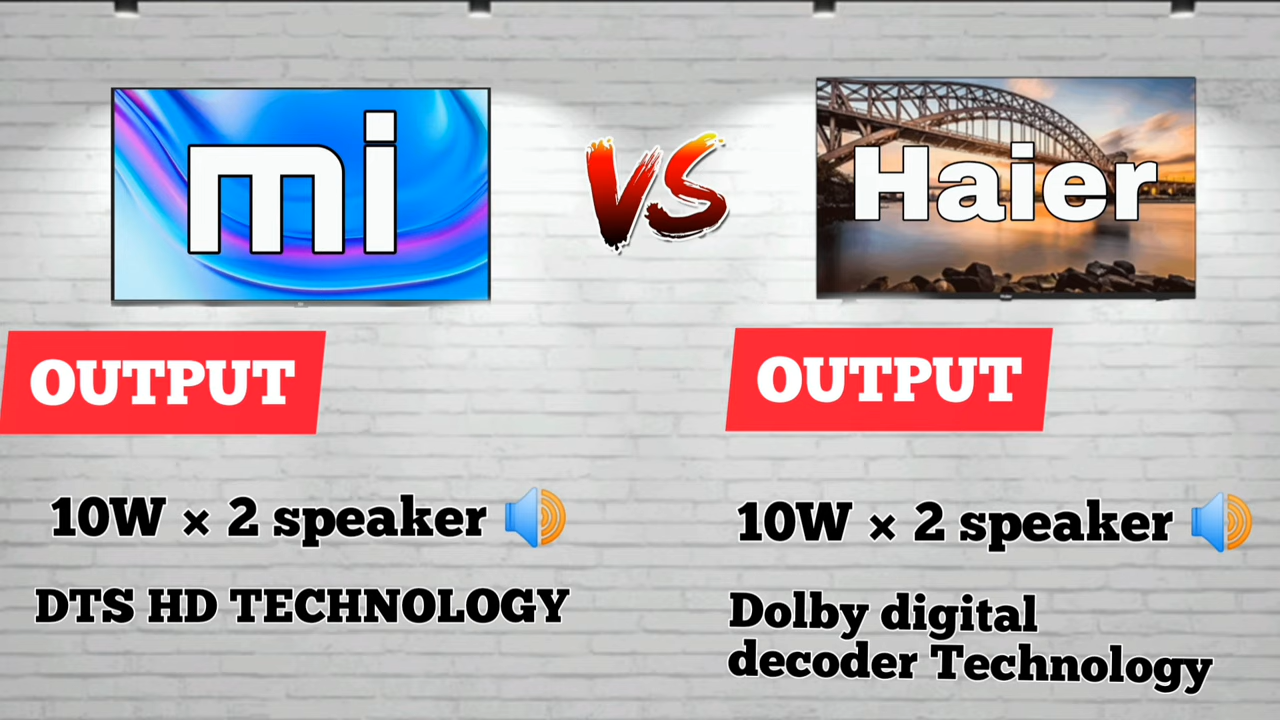 mi
VS
Haier
OUTPUT
OUTPUT
10W × 2 speaker
DTS HD TECHNOLOGY
10W × 2 speaker
Dolby digital
decoder Technology